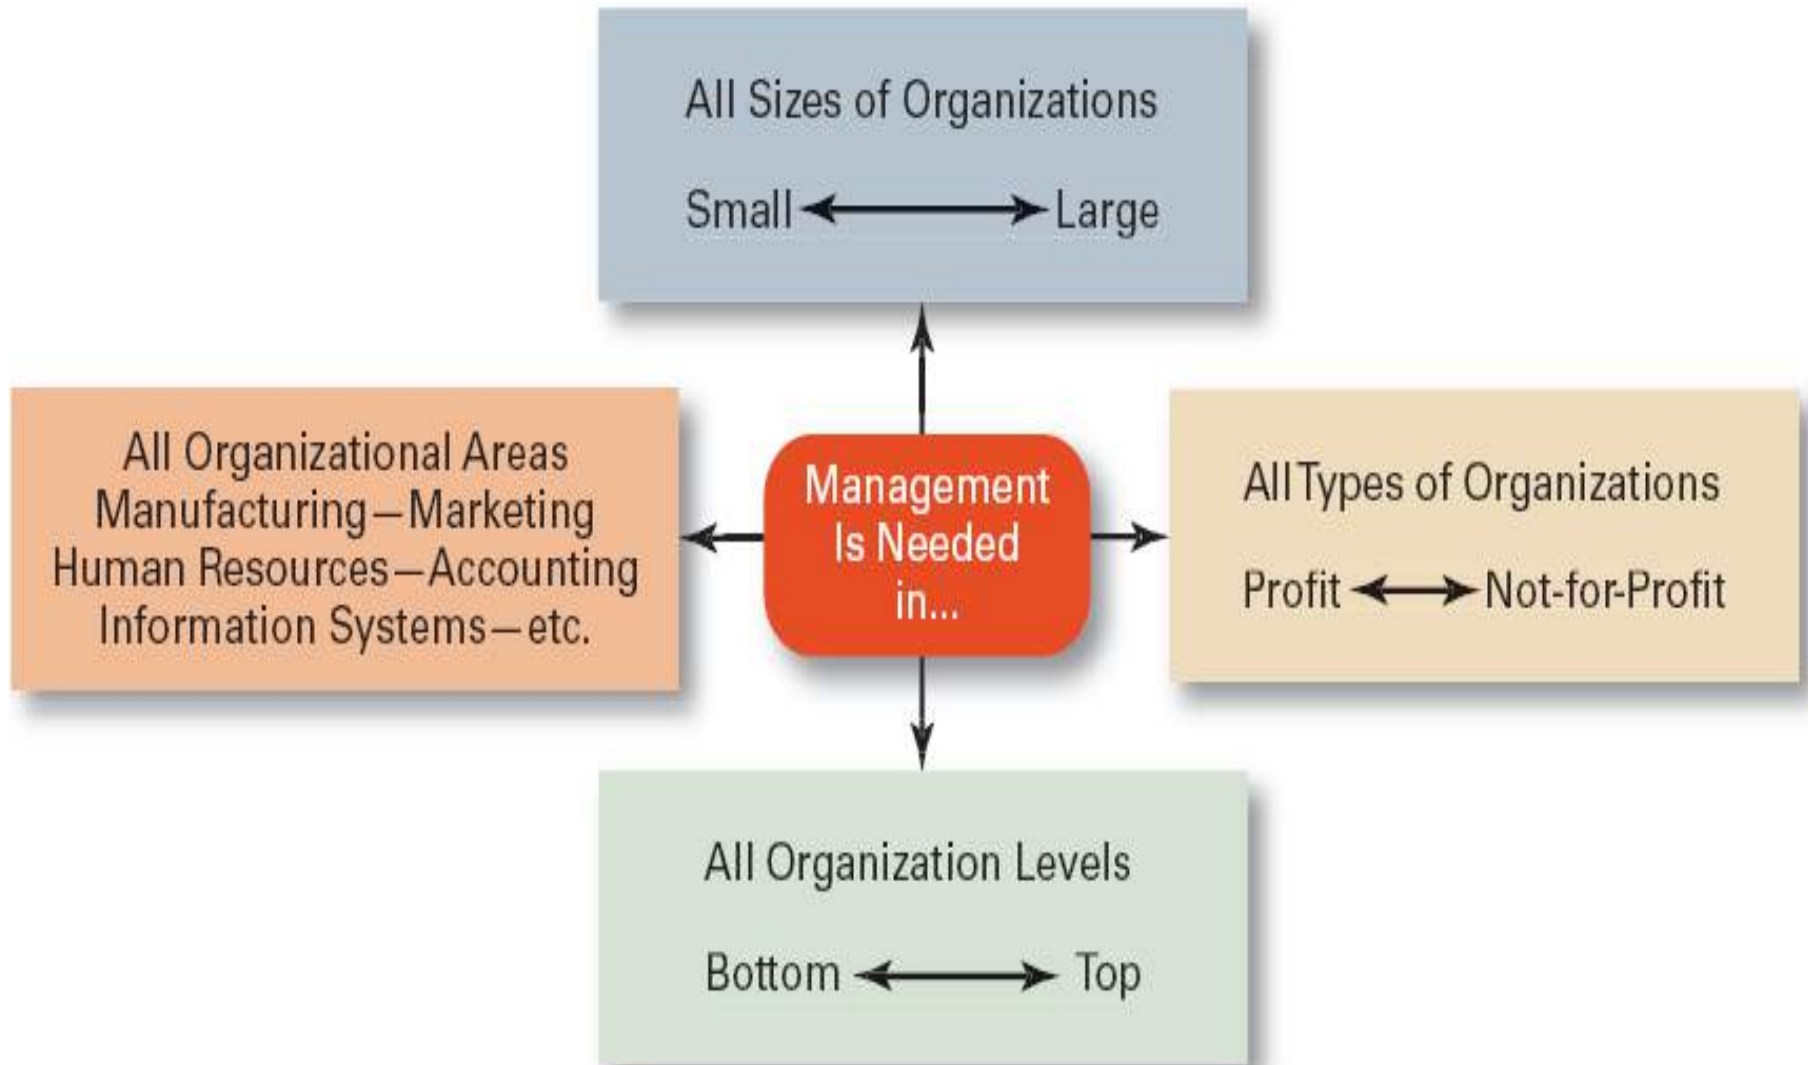 All Sizes of Organizations
Small Large
All Organizational Areas
Manufacturing—Marketing
Human Resources—Accounting
Information Systems—etc.
Management
Is Needed
in...
All Types of Organizations
Profit Not-for-Profit
All Organization Levels
Bottom Top